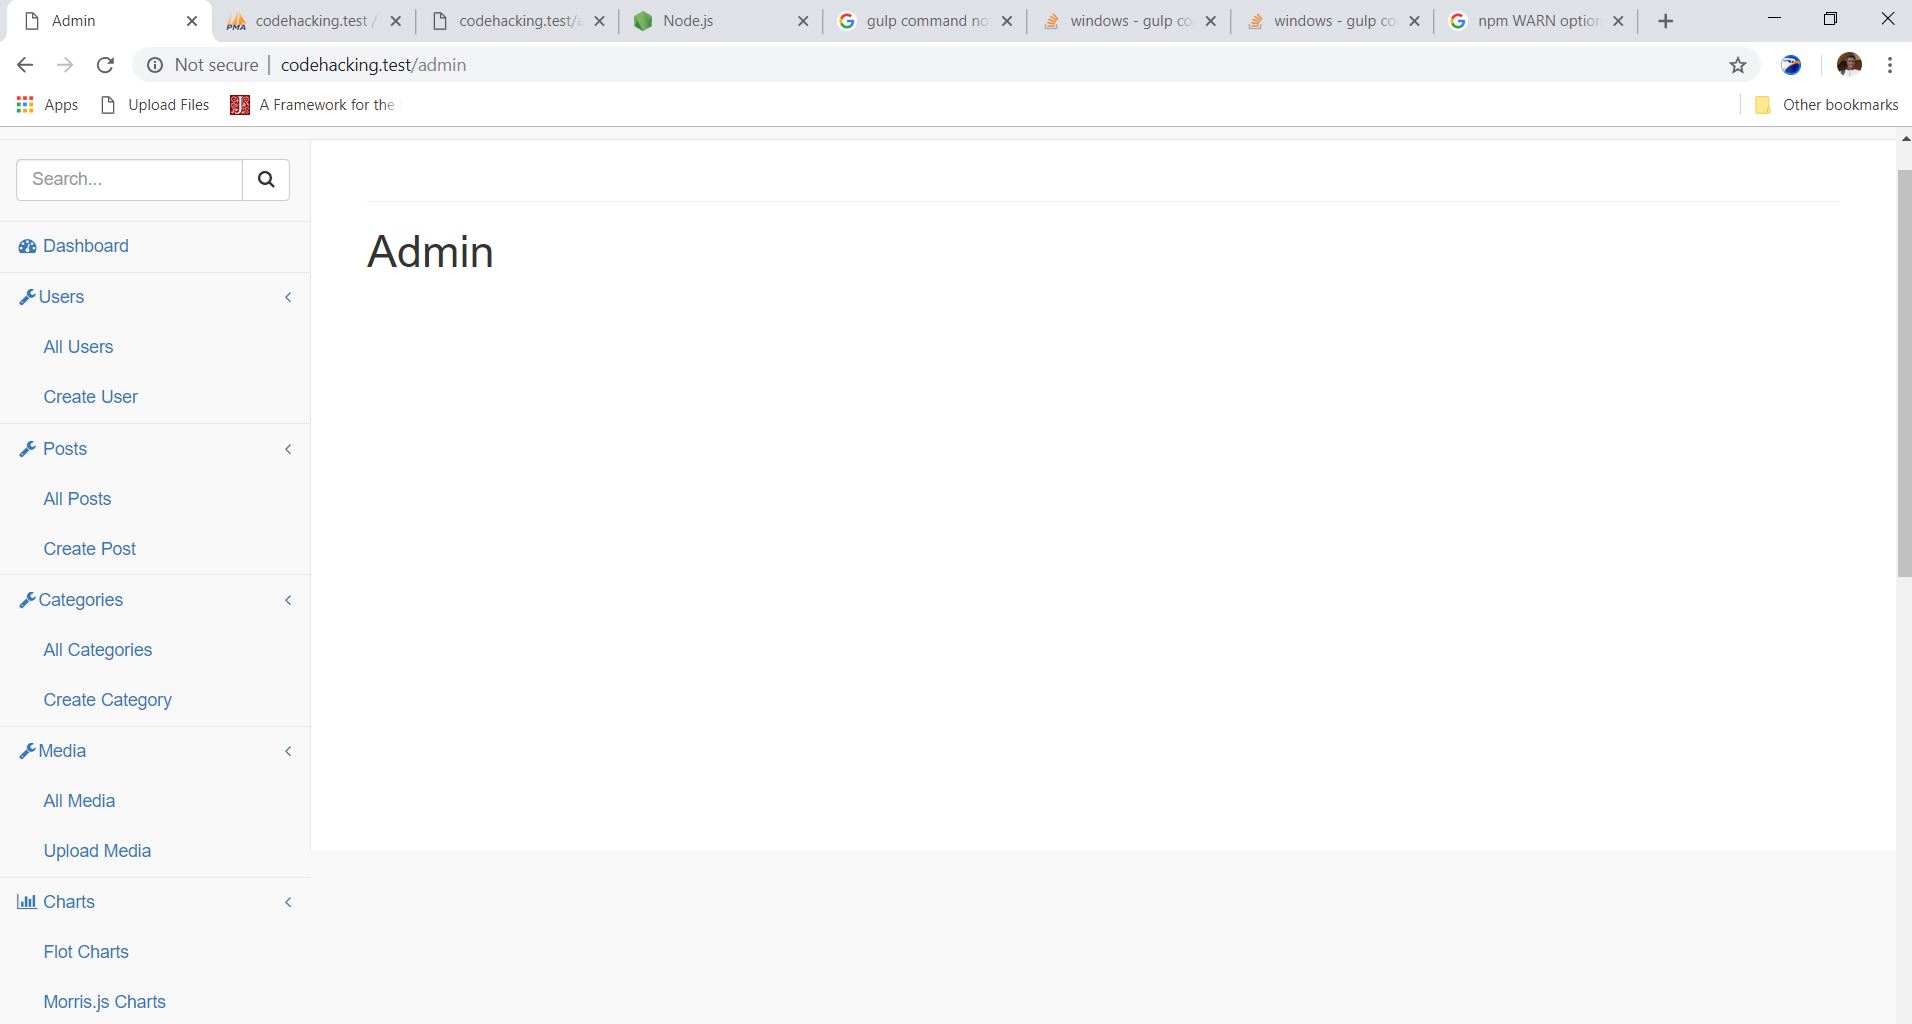 Admin
codehacking.test /
codehacking.test/a
Node.js
gulp command no
windows - gulp co
windows - gulp co
npm WARN option
Not secure
codehacking.test/admin
Apps
Upload Files
A Framework for the
Other bookmarks
Search...
Admin
Dashboard
Users
All Users
Create User
Posts
All Posts
Create Post
Categories
All Categories
Create Category
Media
All Media
Upload Media
Charts
Flot Charts
Morris.js Charts
PMA